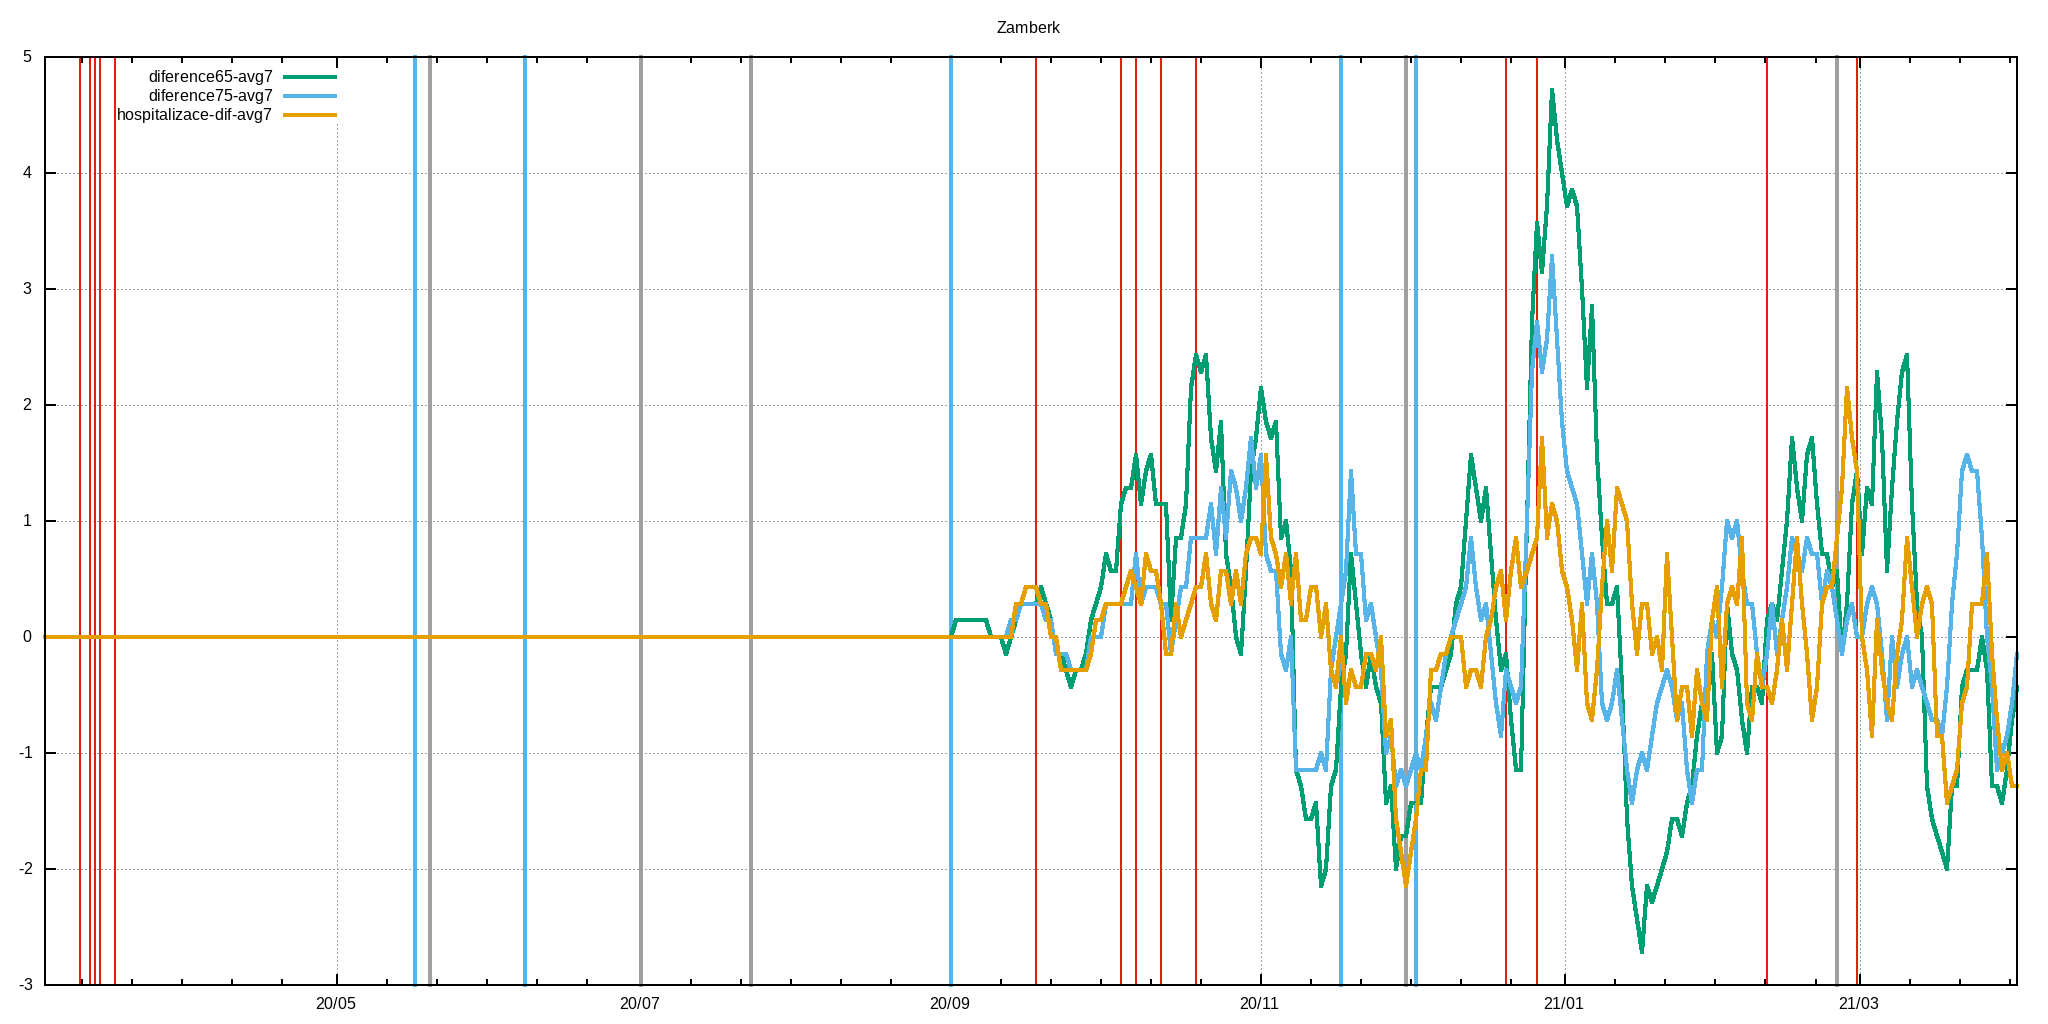 Zamberk
diference65-avg7
diference75-avg7
hospitalizace-dif-avg7
5
4
3
2
1
0
-1
-2
-3
20/05 20/07 20/09 20/11 21/01 21/03